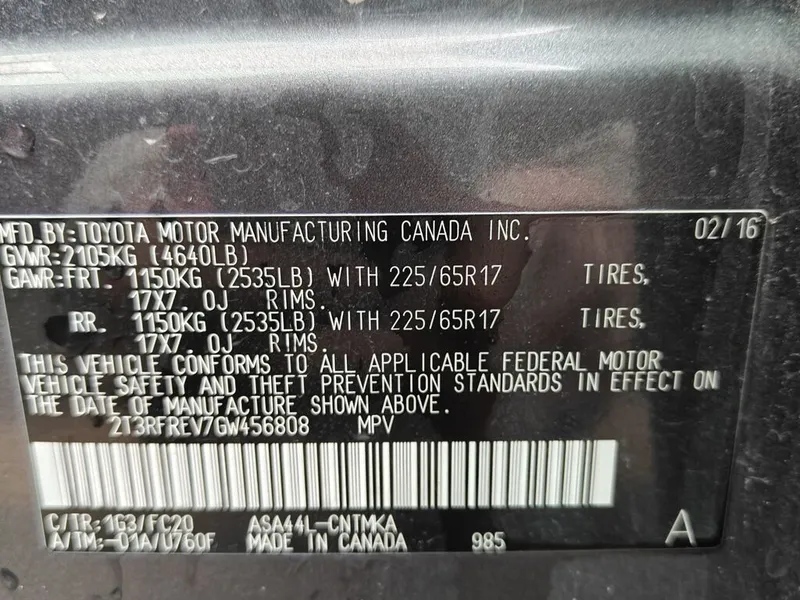 MFD.BY:TOYOTA MOTOR MANUFACTURING CANADA INC. 02/16
GVWR:2105KG (4640LB)
GAWR:FRT. 1150KG (2535LB) WITH 225/65R17 TIRES,
17X7.0J RIMS.
RR. 1150KG (2535LB) WITH 225/65R17 TIRES,
17X7.0J RIMS.
THIS VEHICLE CONFORMS TO ALL APPLICABLE FEDERAL MOTOR
VEHICLE SAFETY AND THEFT PREVENTION STANDARDS IN EFFECT ON
THE DATE OF MANUFACTURE SHOWN ABOVE.
2T3RFREV7GW456808 MPV
C/TR:1G3/FC20 ASA44L-CNTMKA
A/TM:-01A/U760F MADE IN CANADA 985 A